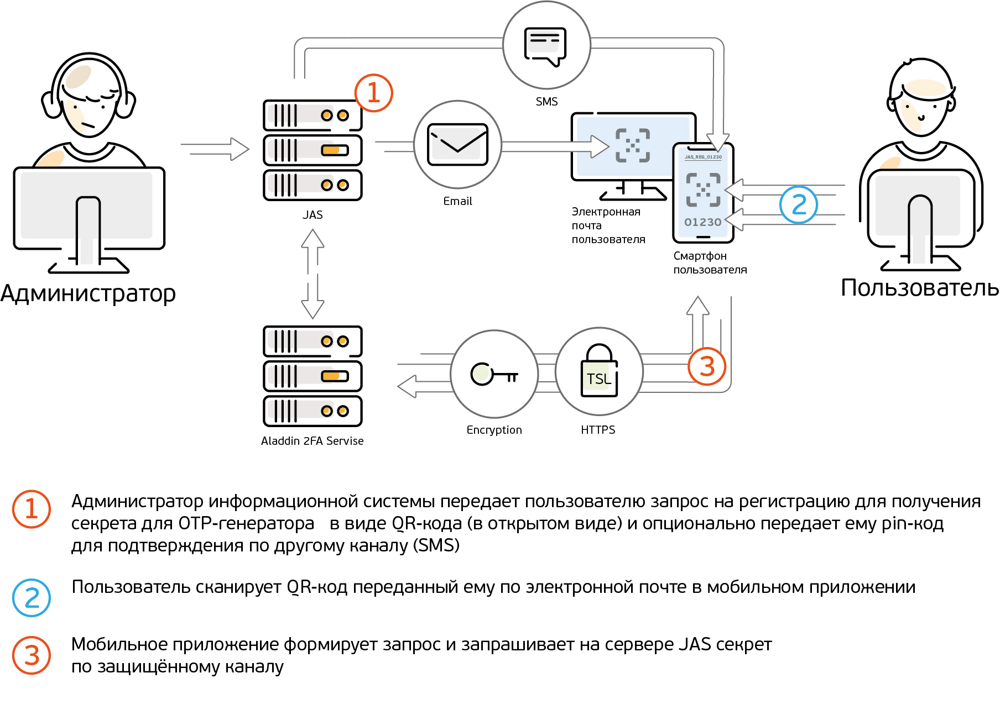 SMS
1
JAS
Email
JAS_REG_01230
01230
Электронная
почта
пользователя
Смартфон
пользователя
2
Администратор
Пользователь
TSL
3
Encryption
HTTPS
Aladdin 2FA Servise
1
Администратор информационной системы передает пользователю запрос на регистрацию для получения
секрета для OTP-генератора в виде QR-кода (в открытом виде) и опционально передает ему pin-код
для подтверждения по другому каналу (SMS)
2
Пользователь сканирует QR-код переданный ему по электронной почте в мобильном приложении
3
Мобильное приложение формирует запрос и запрашивает на сервере JAS секрет
по защищённому каналу